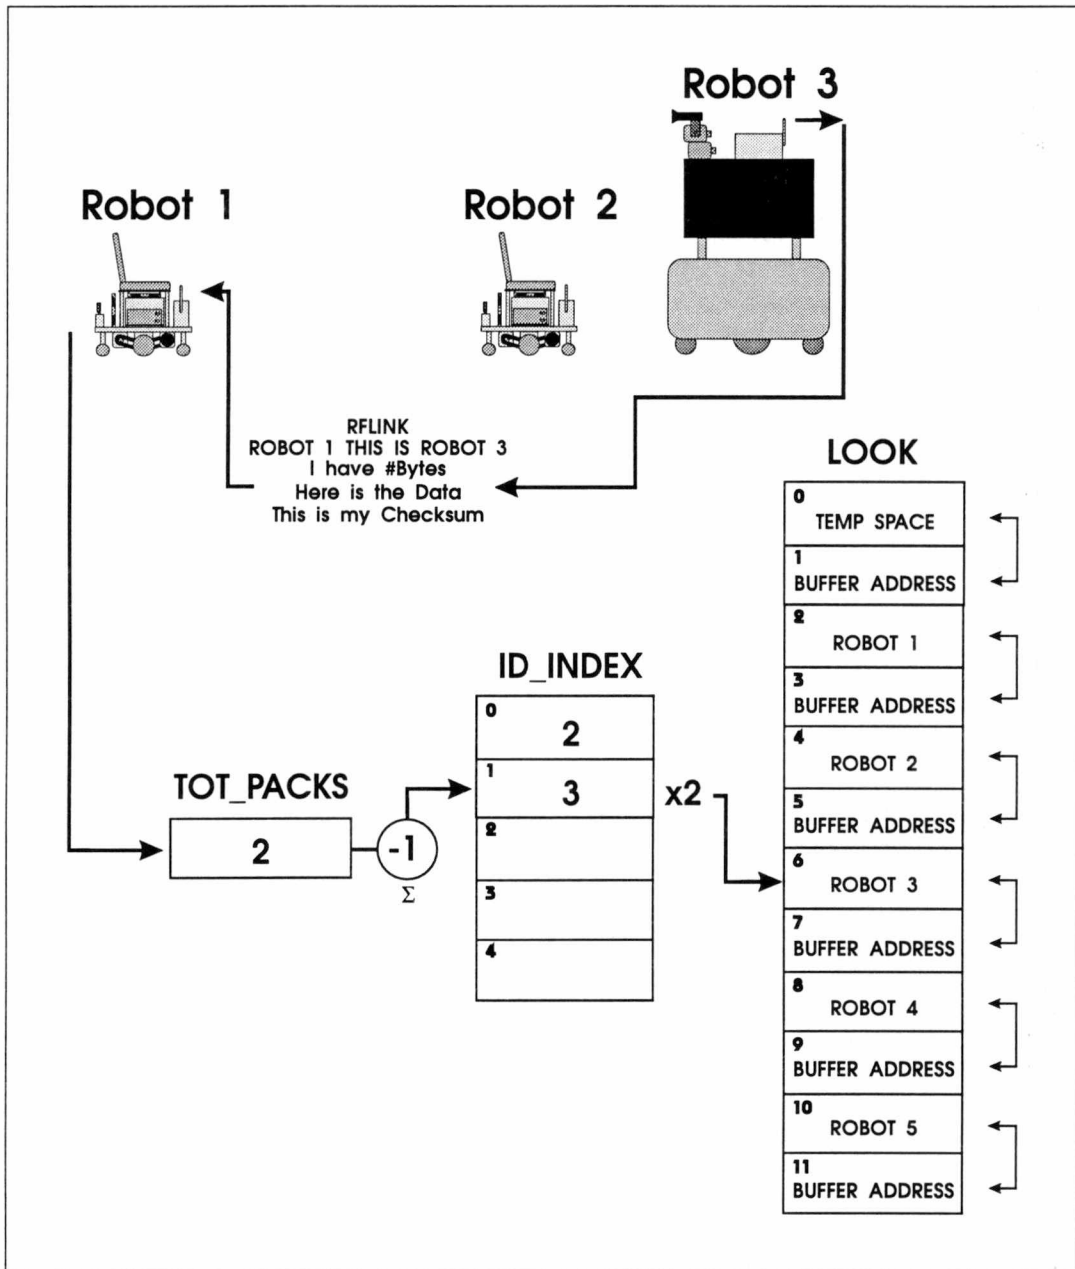 Robot 3
Robot 1
Robot 2
RFLINK
ROBOT 1 THIS IS ROBOT 3
I have #Bytes
Here is the Data
This is my Checksum
LOOK
0
TEMP SPACE
1
BUFFER ADDRESS
2
ROBOT 1
3
BUFFER ADDRESS
4
ROBOT 2
5
BUFFER ADDRESS
6
ROBOT 3
7
BUFFER ADDRESS
8
ROBOT 4
9
BUFFER ADDRESS
10
ROBOT 5
11
BUFFER ADDRESS
ID_INDEX
0
2
1
3
2
3
4
x2
TOT_PACKS
2
-1
Σ